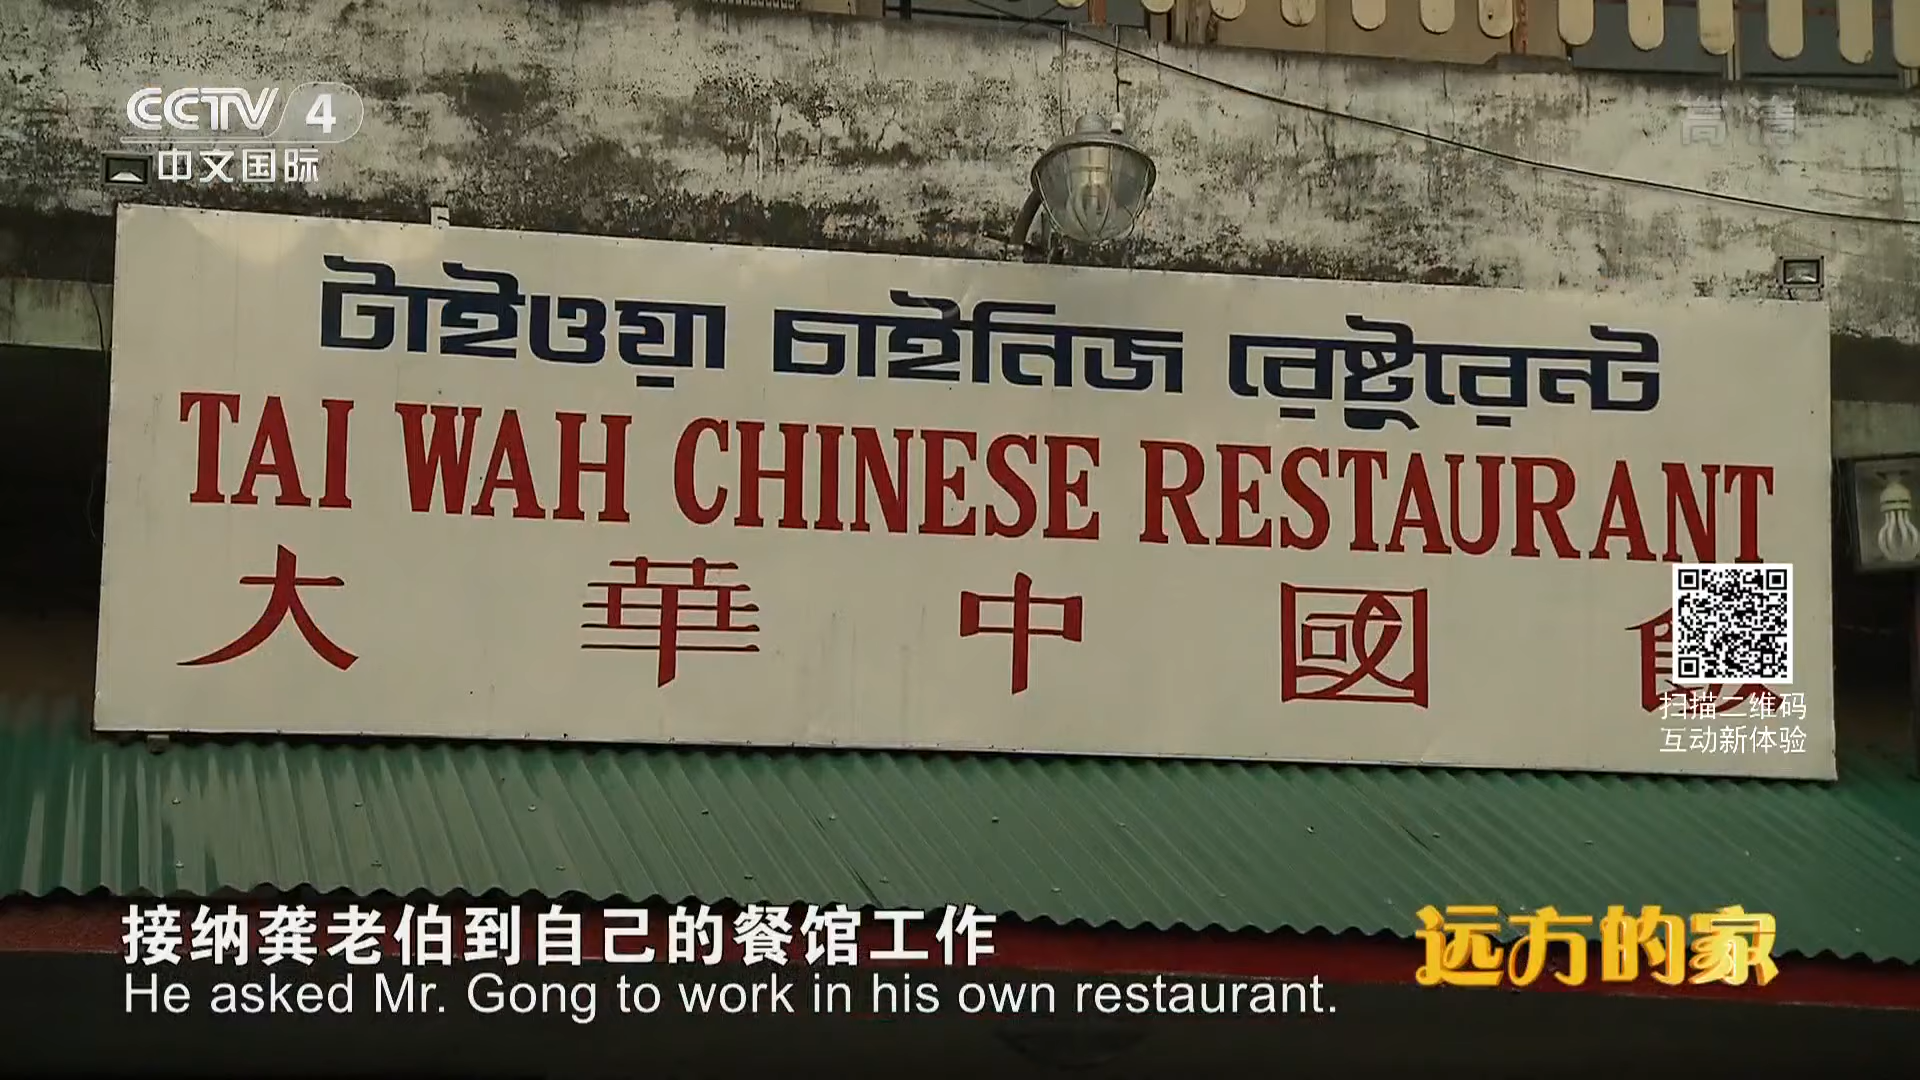 CCTV 4
中文国际
高清
টাইওয়া চাইনিজ রেষ্টুরেন্ট
TAI WAH CHINESE RESTAURANT
大華中國
扫描二维码
互动新体验
接纳龚老伯到自己的餐馆工作
He asked Mr. Gong to work in his own restaurant.
远方的家